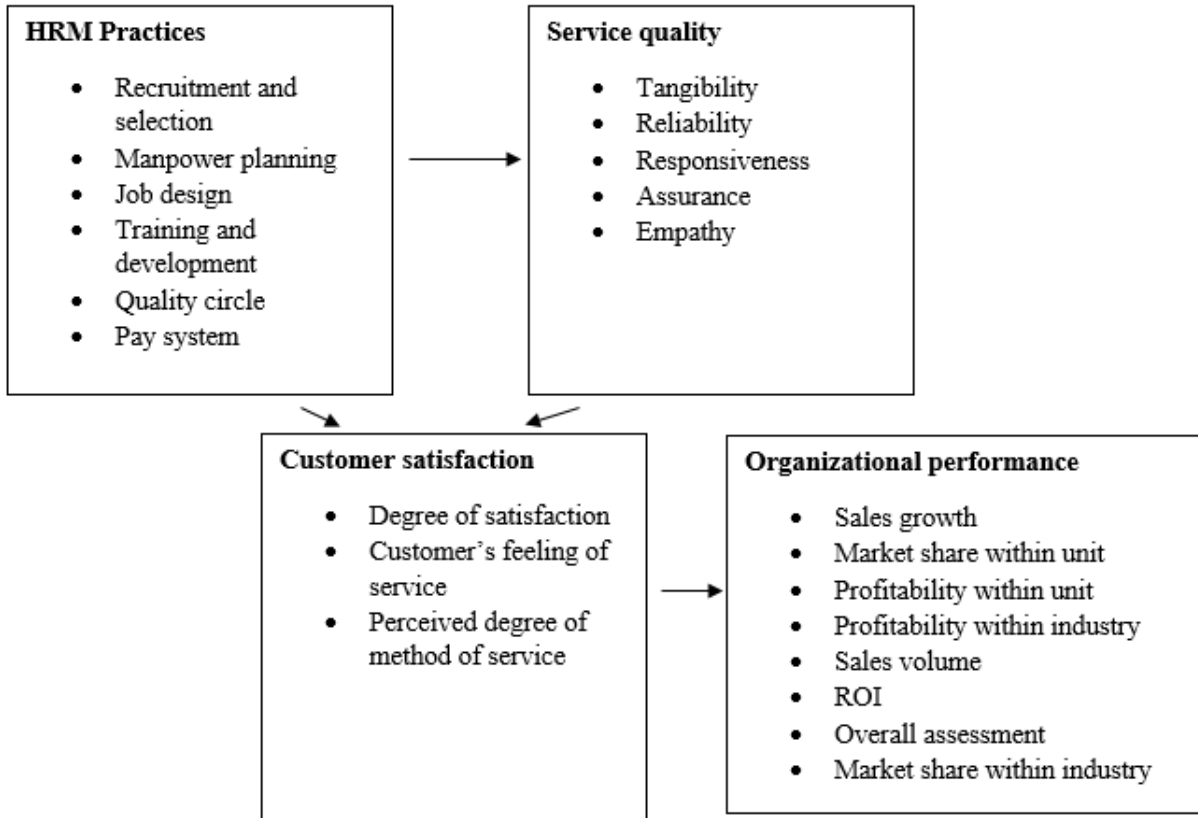 HRM Practices
• Recruitment and
selection
• Manpower planning
• Job design
• Training and
development
• Quality circle
• Pay system
Service quality
• Tangibility
• Reliability
• Responsiveness
• Assurance
• Empathy
Customer satisfaction
• Degree of satisfaction
• Customer’s feeling of
service
• Perceived degree of
method of service
Organizational performance
• Sales growth
• Market share within unit
• Profitability within unit
• Profitability within industry
• Sales volume
• ROI
• Overall assessment
• Market share within industry